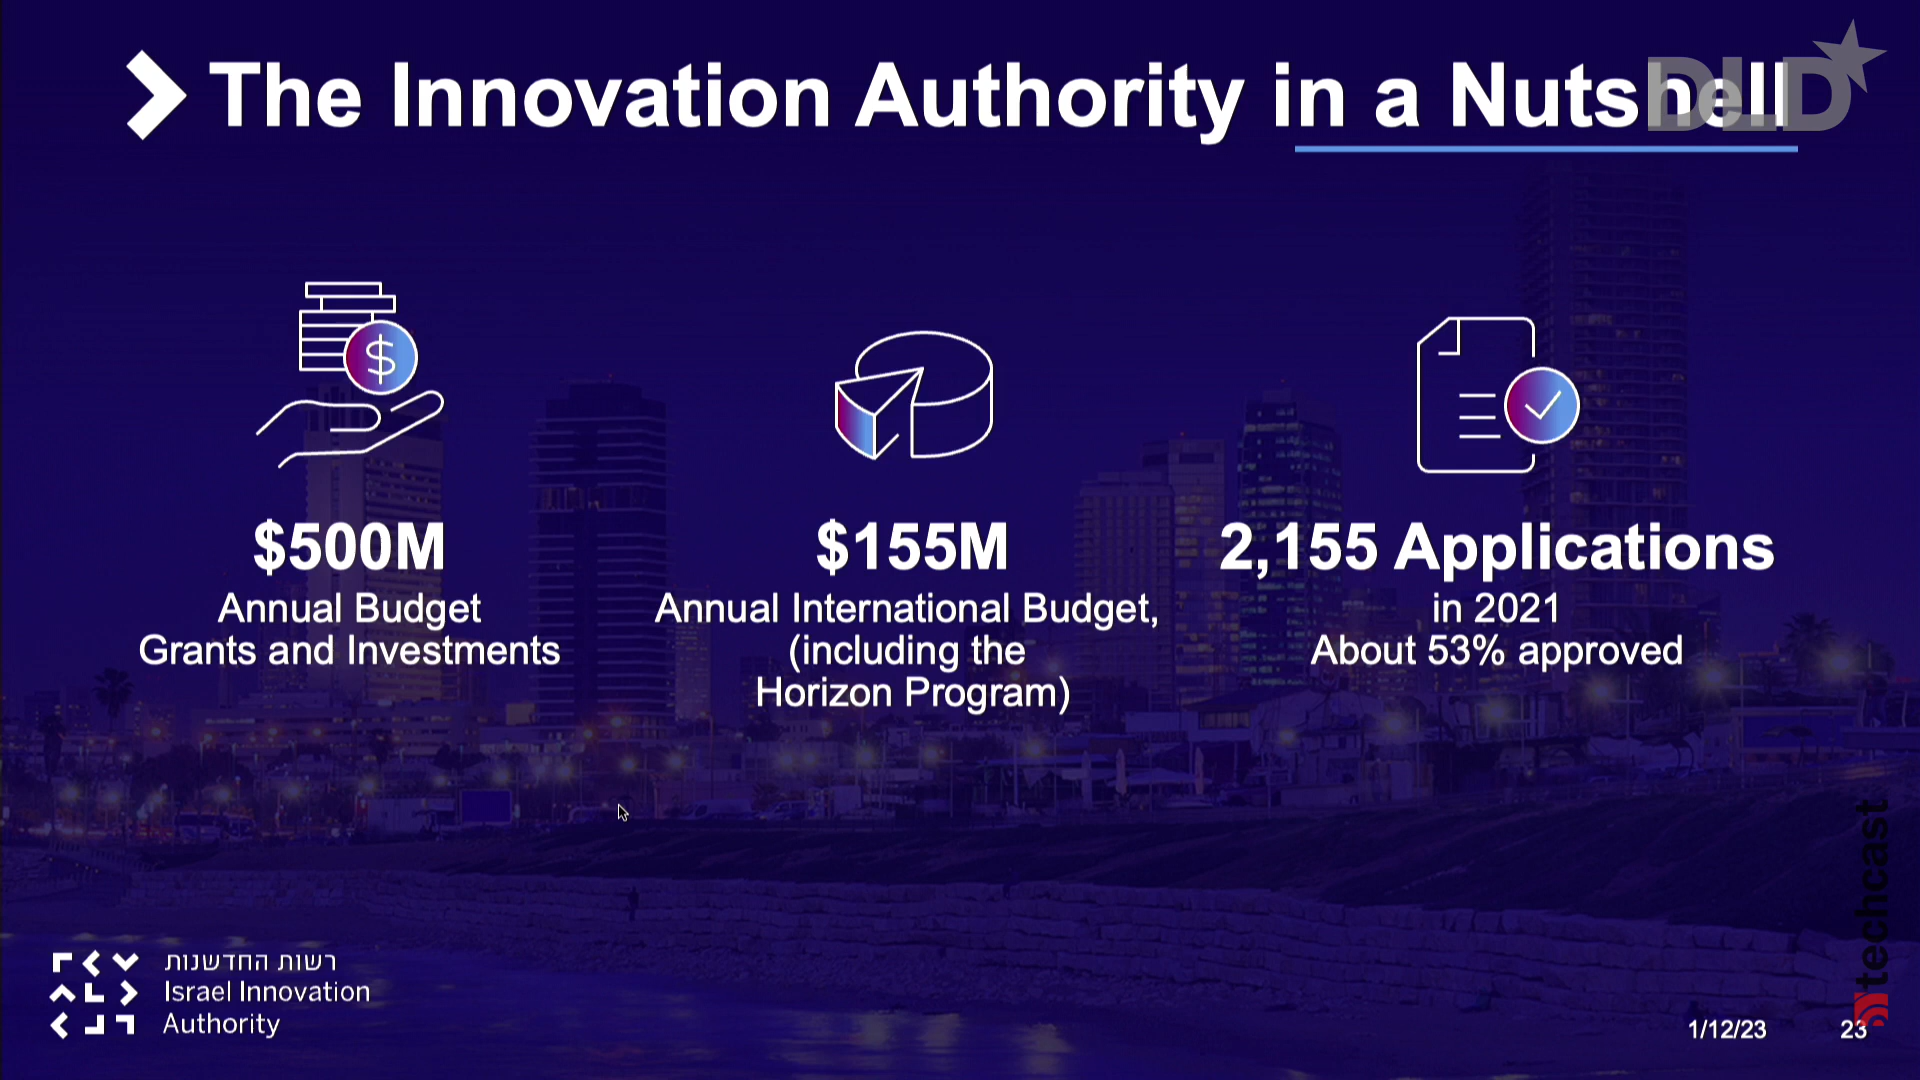 The Innovation Authority in a Nutshell
DLD
$
$500M
Annual Budget
Grants and Investments
$155M
Annual International Budget,
(including the
Horizon Program)
2,155 Applications
in 2021
About 53% approved
רשות החדשנות
Israel Innovation
Authority
techcast
1/12/23
23